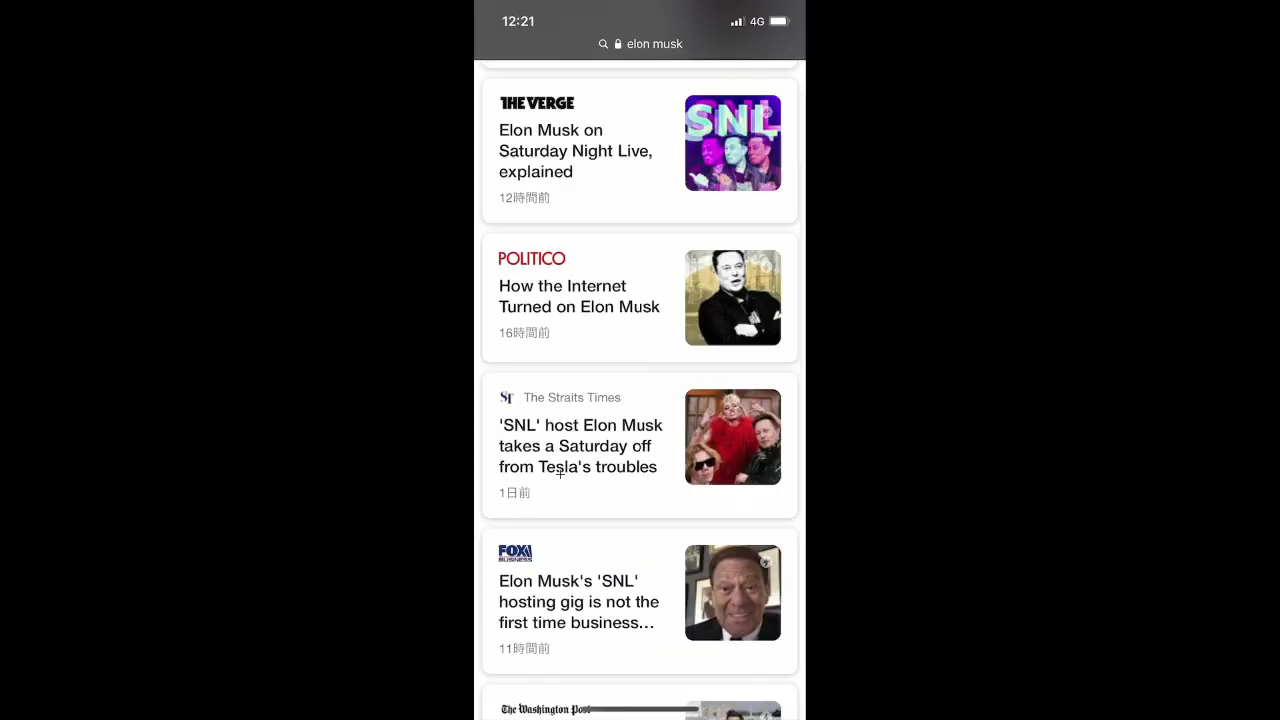 12:21
4G
elon musk
THE VERGE
Elon Musk on
Saturday Night Live,
explained
12時間前
SNL
POLITICO
How the Internet
Turned on Elon Musk
16時間前
ST The Straits Times
'SNL' host Elon Musk
takes a Saturday off
from Tesla's troubles
1日前
FOX
BUSINESS
Elon Musk's 'SNL'
hosting gig is not the
first time business...
11時間前
The Washington Post